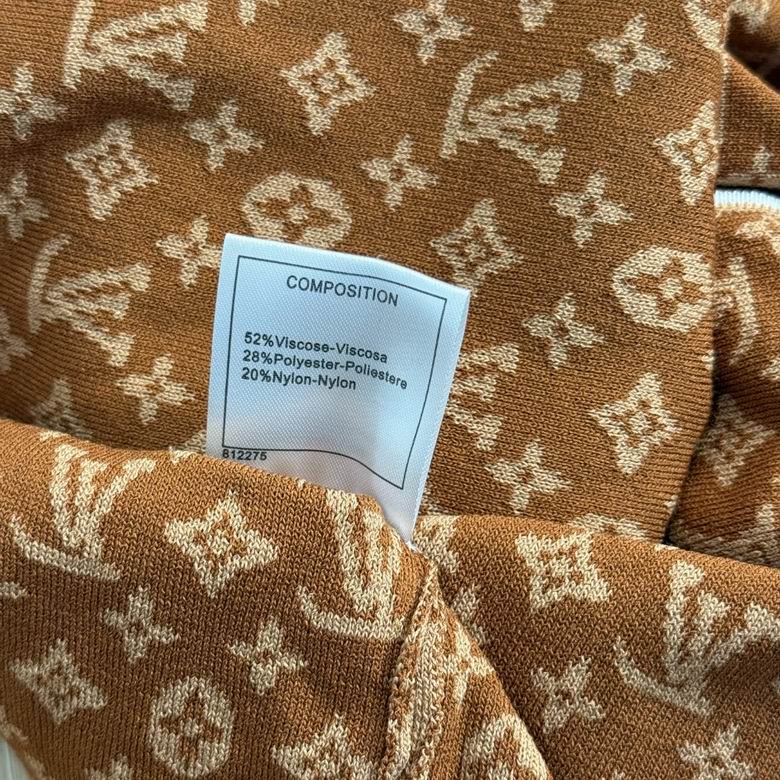 COMPOSITION
52%Viscose-Viscosa
28%Polyester-Poliestere
20%Nylon-Nylon
812275